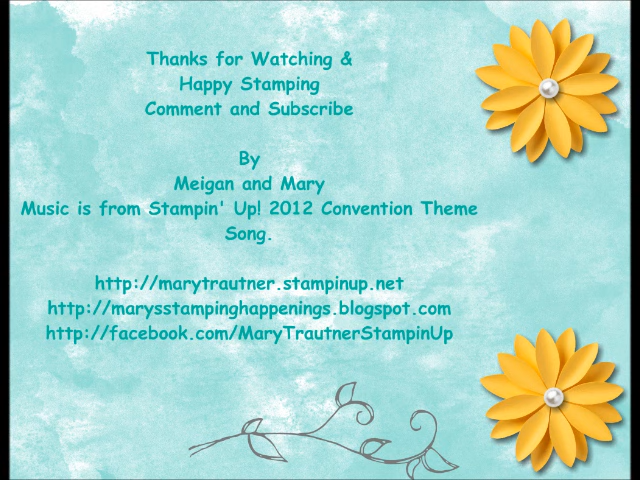 Thanks for Watching &
Happy Stamping
Comment and Subscribe
By
Meigan and Mary
Music is from Stampin' Up! 2012 Convention Theme
Song.
http://marytrautner.stampinup.net
http://marysstampinghappenings.blogspot.com
http://facebook.com/MaryTrautnerStampinUp